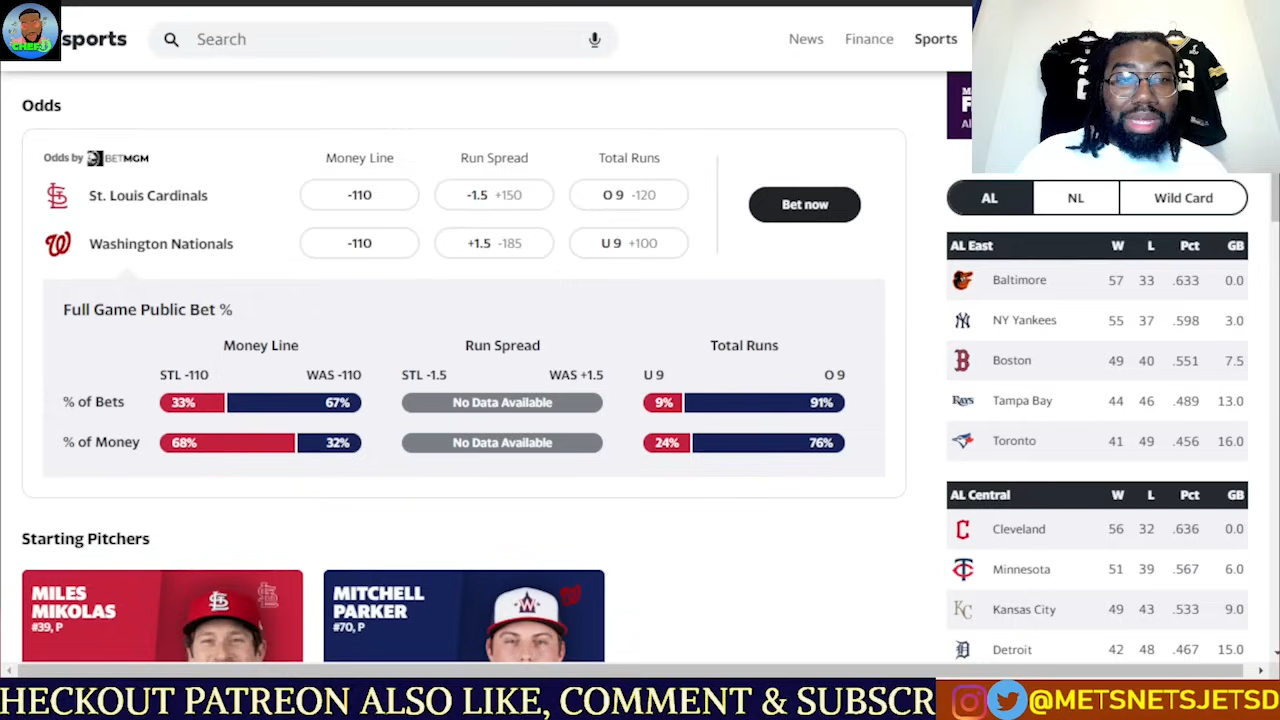 CHEF
sports
Search
News
Finance
Sports
Odds
Odds by BETMGM
Money Line
Run Spread
Total Runs
St. Louis Cardinals
-110
-1.5 +150
O 9 -120
Bet now
Washington Nationals
-110
+1.5 -185
U 9 +100
Full Game Public Bet %
Money Line
Run Spread
Total Runs
STL -110
WAS -110
STL -1.5
WAS +1.5
U 9
O 9
% of Bets
33%
67%
No Data Available
9%
91%
% of Money
68%
32%
No Data Available
24%
76%
Starting Pitchers
MILES
MIKOLAS
#39, P
MITCHELL
PARKER
#70, P
AL
NL
Wild Card
AL East W L Pct GB
Baltimore 57 33 .633 0.0
NY Yankees 55 37 .598 3.0
Boston 49 40 .551 7.5
Rays Tampa Bay 44 46 .489 13.0
Toronto 41 49 .456 16.0
AL Central W L Pct GB
Cleveland 56 32 .636 0.0
Minnesota 51 39 .567 6.0
Kansas City 49 43 .533 9.0
Detroit 42 48 .467 15.0
HECKOUT PATREON ALSO LIKE, COMMENT & SUBSCR
@METSNETSJETSD